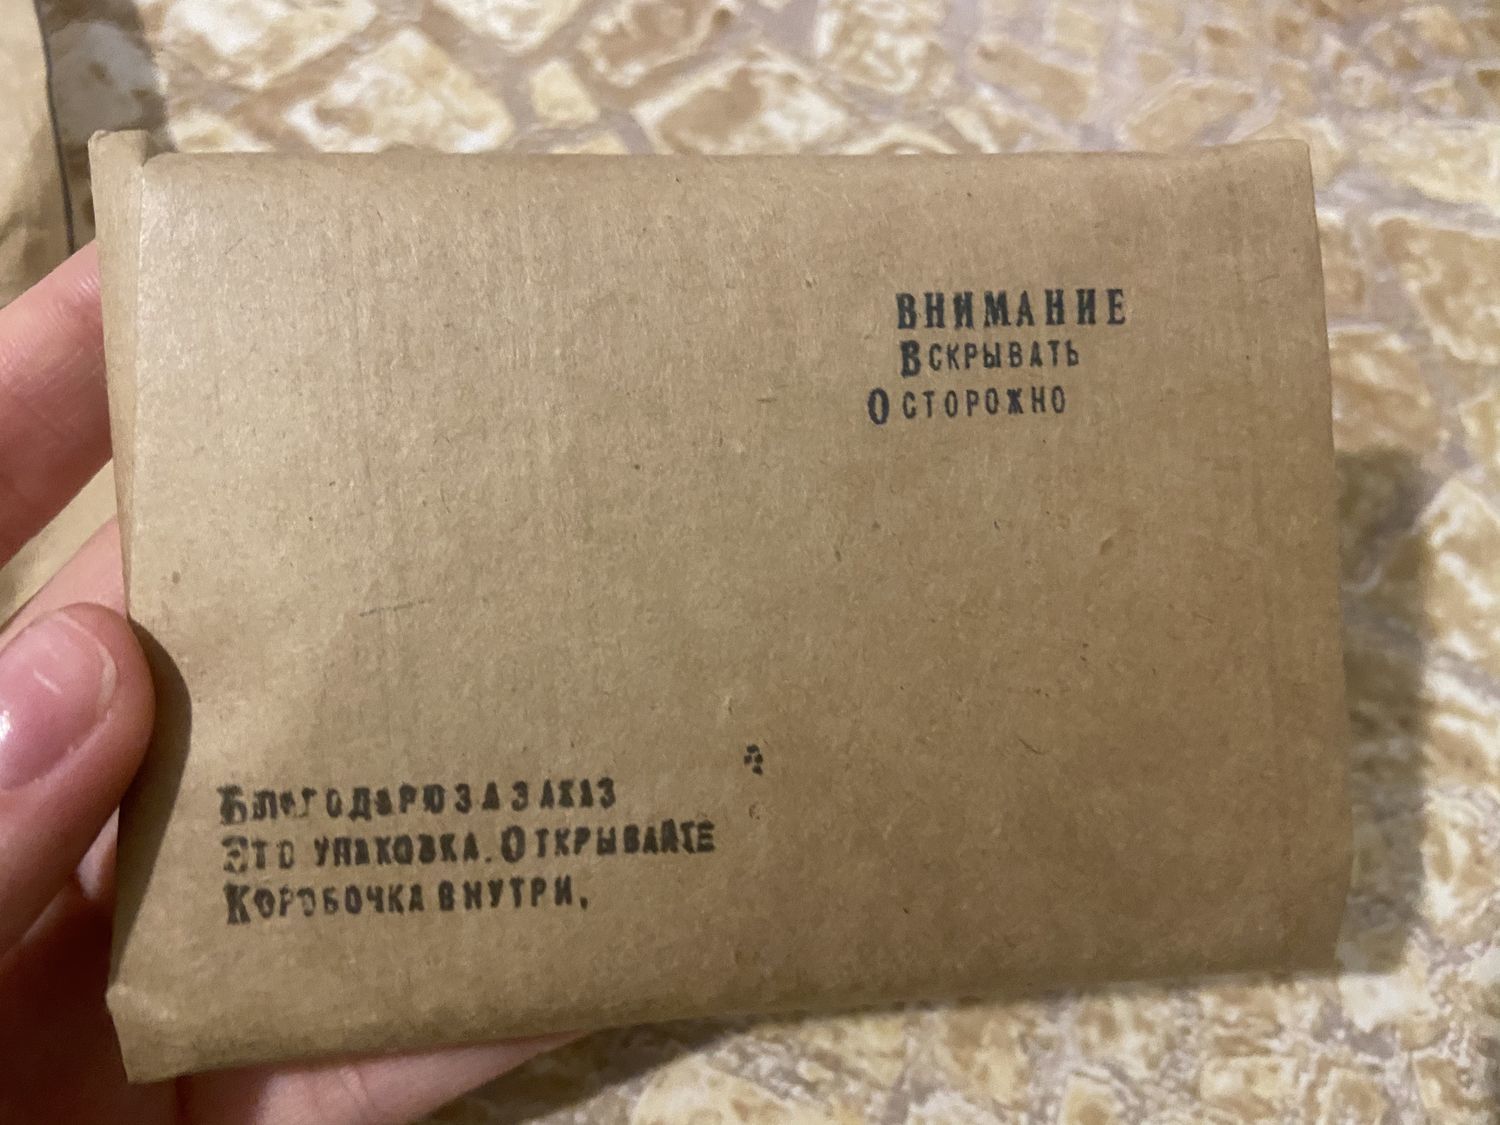 ВНИМАНИЕ
Вскрывать
Осторожно
Благодарю за заказ
Это упаковка. Открывайте
Коробочка внутри.